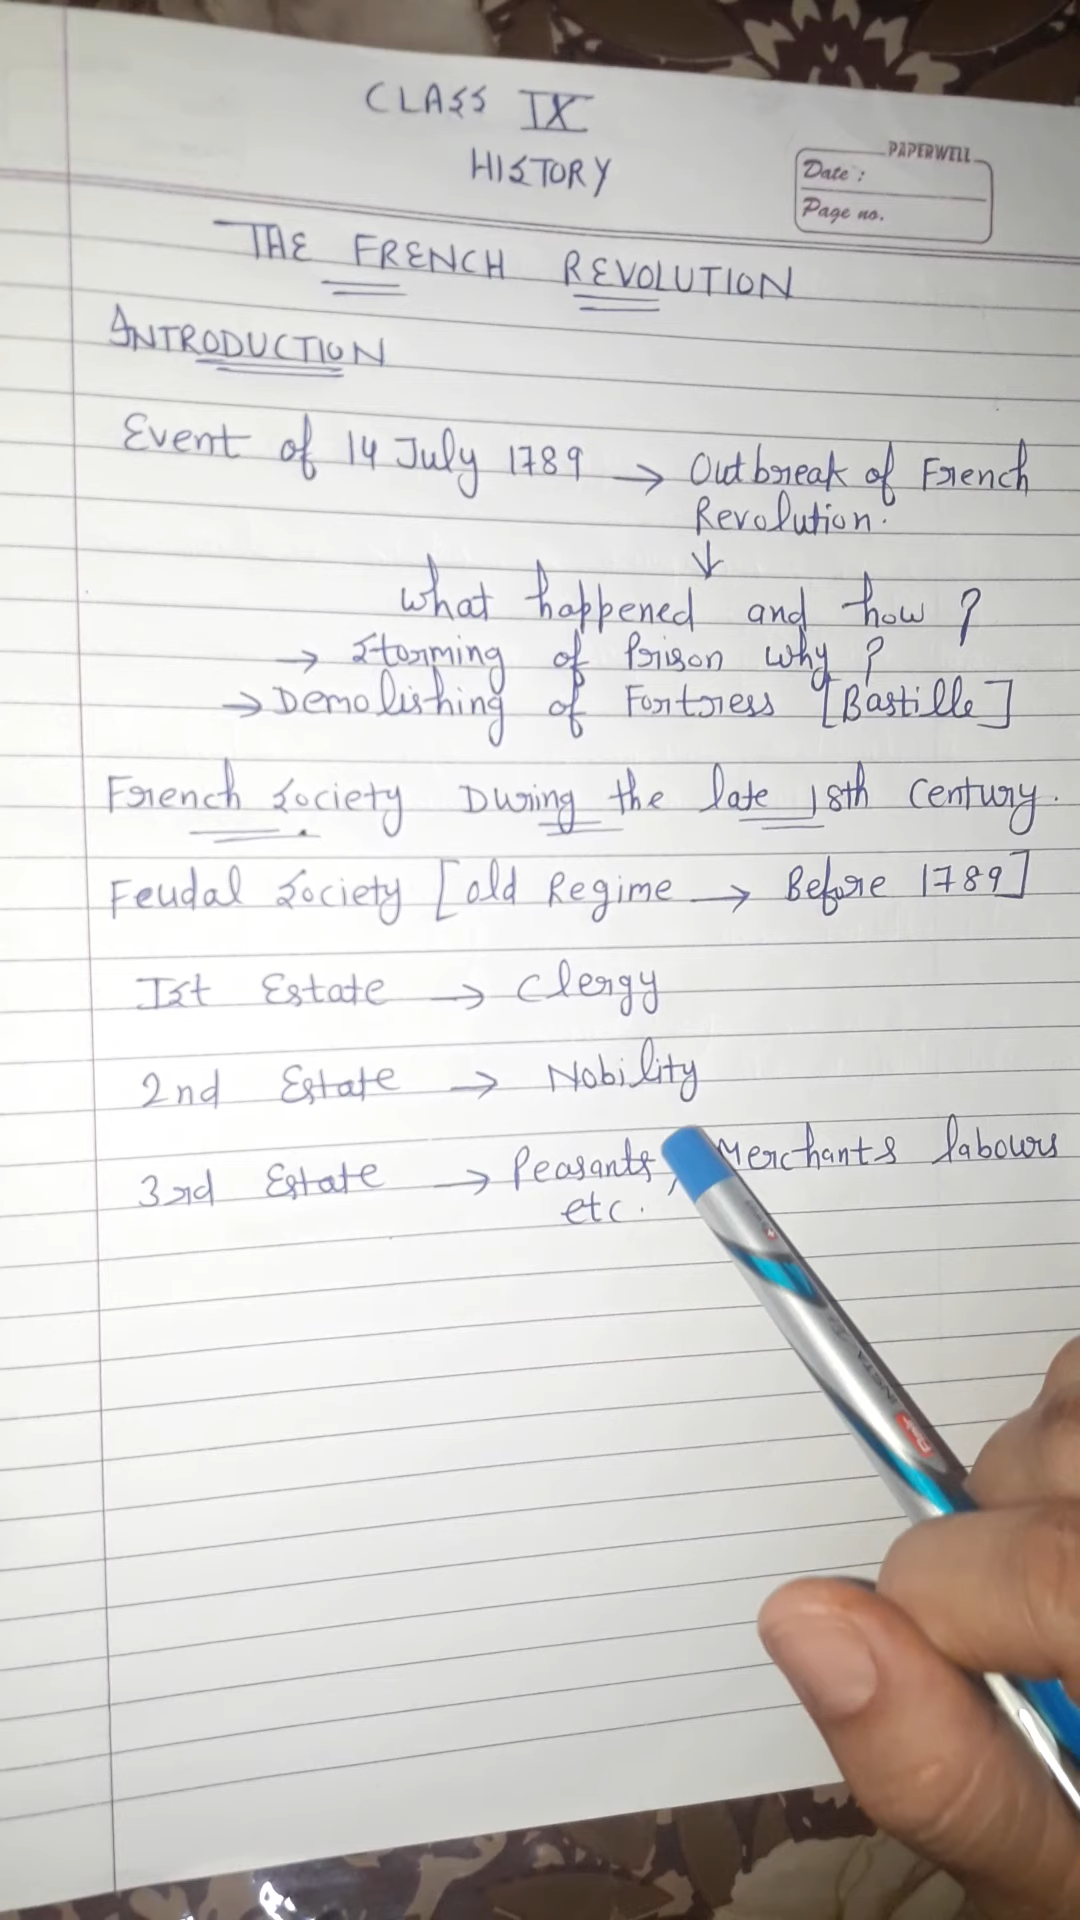 CLASS IX
HISTORY
PAPERWELL
Date :
Page no.
THE FRENCH REVOLUTION
INTRODUCTION
Event of 14 July 1789 → Outbreak of French
Revolution.
↓
What happened and how ?
→ Storming of Prison Why ?
→ Demolishing of Fortress [Bastille]
French Society During the late 18th Century.
Feudal Society [old Regime → Before 1789]
Ist Estate → Clergy
2nd Estate → Nobility
3rd Estate → Peasants, Merchants labours
etc.